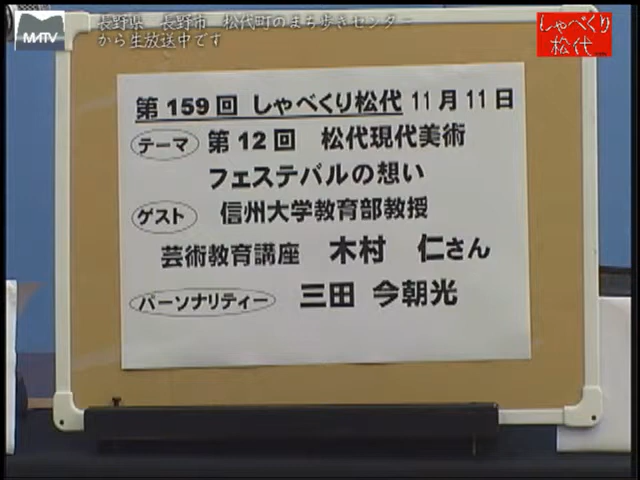 MATV
長野県　長野市　松代町のまち歩きセンター
から生放送中です
しゃべくり
松代
第159回 しゃべくり松代 11月11日
テーマ 第12回　松代現代美術
フェステパルの想い
ゲスト 信州大学教育部教授
芸術教育講座　木村　仁さん
パーソナリティー 三田 今朝光